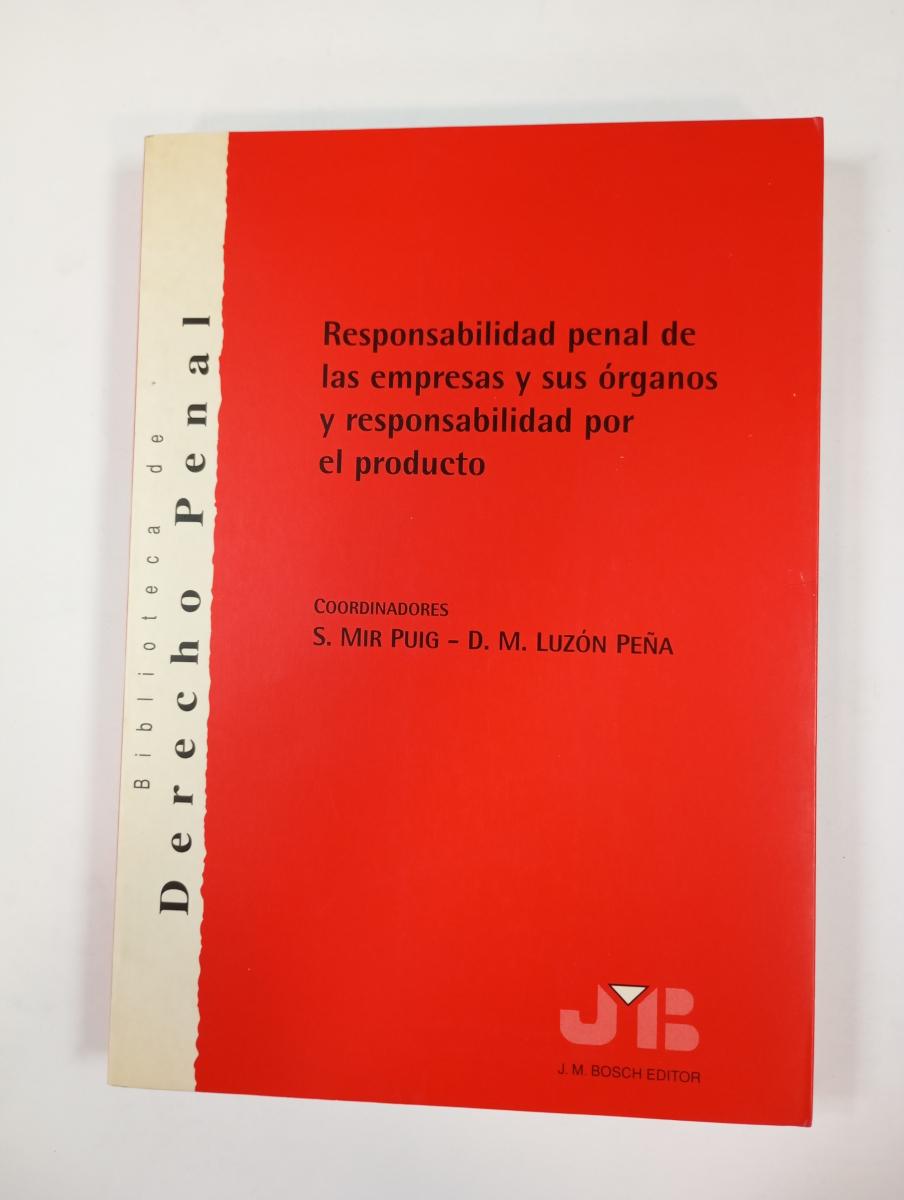 Biblioteca de
Derecho Penal
Responsabilidad penal de
las empresas y sus órganos
y responsabilidad por
el producto
COORDINADORES
S. MIR PUIG – D. M. LUZÓN PEÑA
JMB
J. M. BOSCH EDITOR